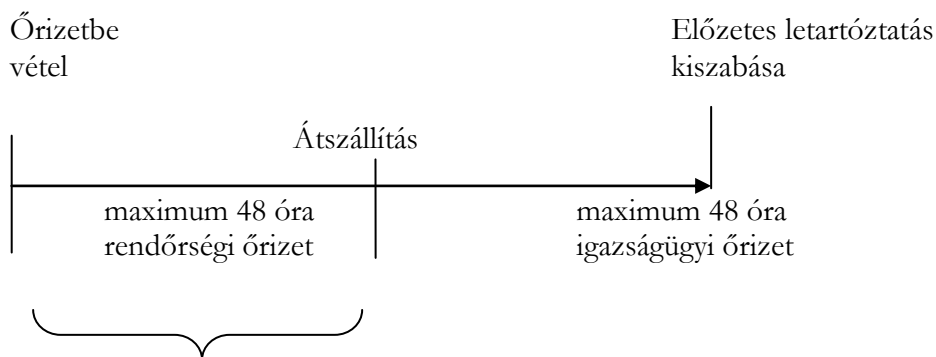 Őrizetbe
vétel
Előzetes letartóztatás
kiszabása
Átszállítás
maximum 48 óra
rendőrségi őrizet
maximum 48 óra
igazságügyi őrizet